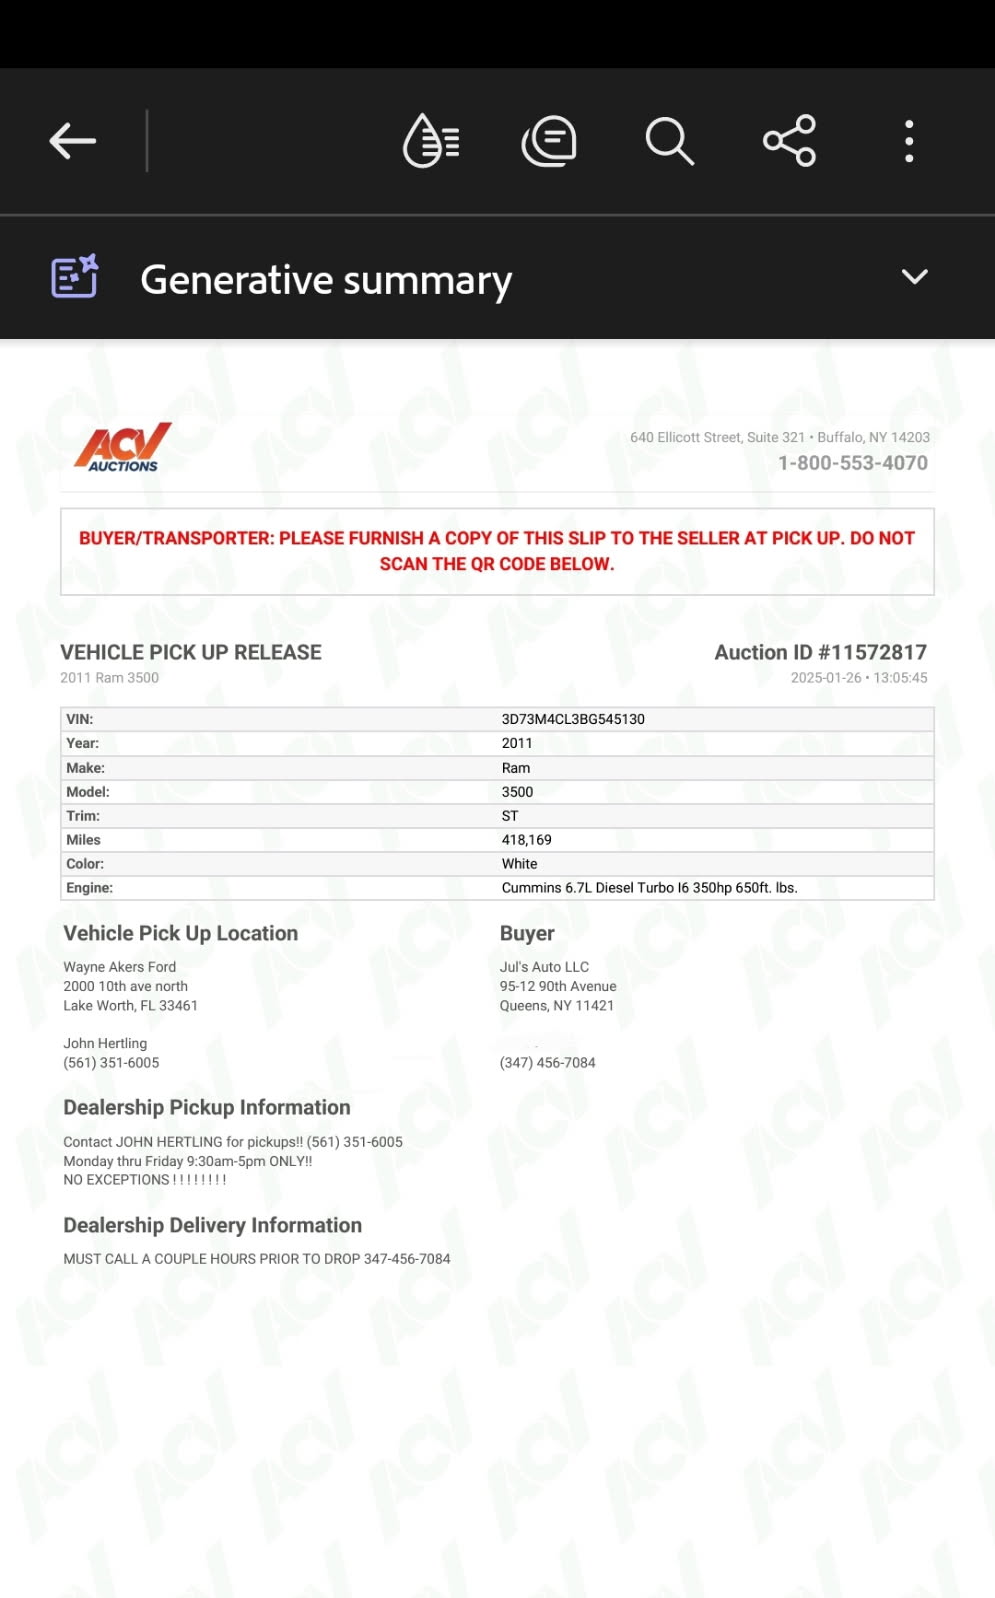 Generative summary
ACV
AUCTIONS
640 Ellicott Street, Suite 321 • Buffalo, NY 14203
1-800-553-4070
BUYER/TRANSPORTER: PLEASE FURNISH A COPY OF THIS SLIP TO THE SELLER AT PICK UP. DO NOT
SCAN THE QR CODE BELOW.
VEHICLE PICK UP RELEASE
Auction ID #11572817
2011 Ram 3500
2025-01-26 • 13:05:45
VIN: 3D73M4CL3BG545130
Year: 2011
Make: Ram
Model: 3500
Trim: ST
Miles 418,169
Color: White
Engine: Cummins 6.7L Diesel Turbo I6 350hp 650ft. lbs.
Vehicle Pick Up Location
Wayne Akers Ford
2000 10th ave north
Lake Worth, FL 33461
John Hertling
(561) 351-6005
Buyer
Jul's Auto LLC
95-12 90th Avenue
Queens, NY 11421
(347) 456-7084
Dealership Pickup Information
Contact JOHN HERTLING for pickups!! (561) 351-6005
Monday thru Friday 9:30am-5pm ONLY!!
NO EXCEPTIONS ! ! ! ! ! ! ! !
Dealership Delivery Information
MUST CALL A COUPLE HOURS PRIOR TO DROP 347-456-7084